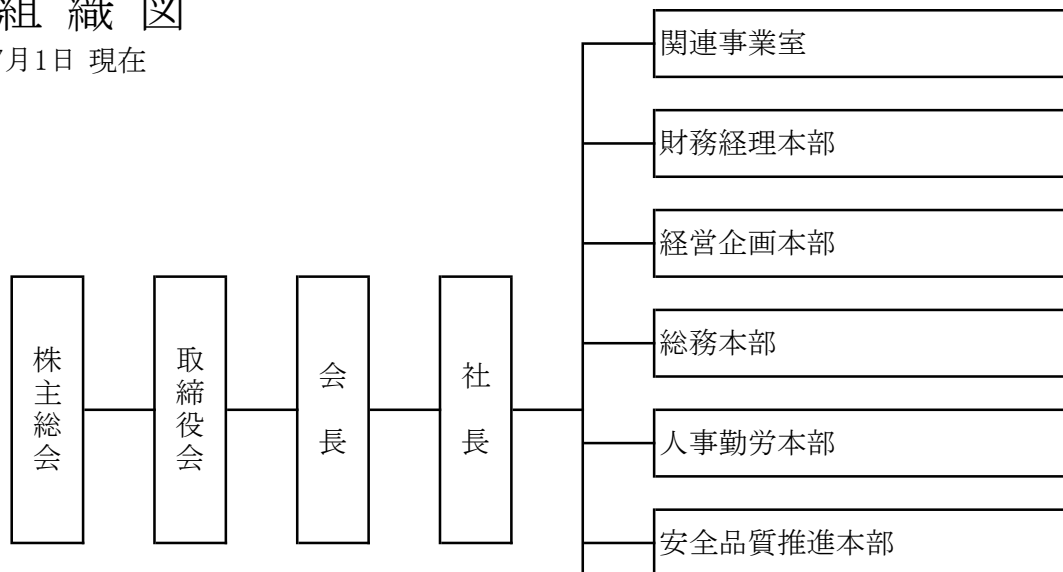 組織図
7月1日 現在
株主総会
取締役会
会長
社長
関連事業室
財務経理本部
経営企画本部
総務本部
人事勤労本部
安全品質推進本部